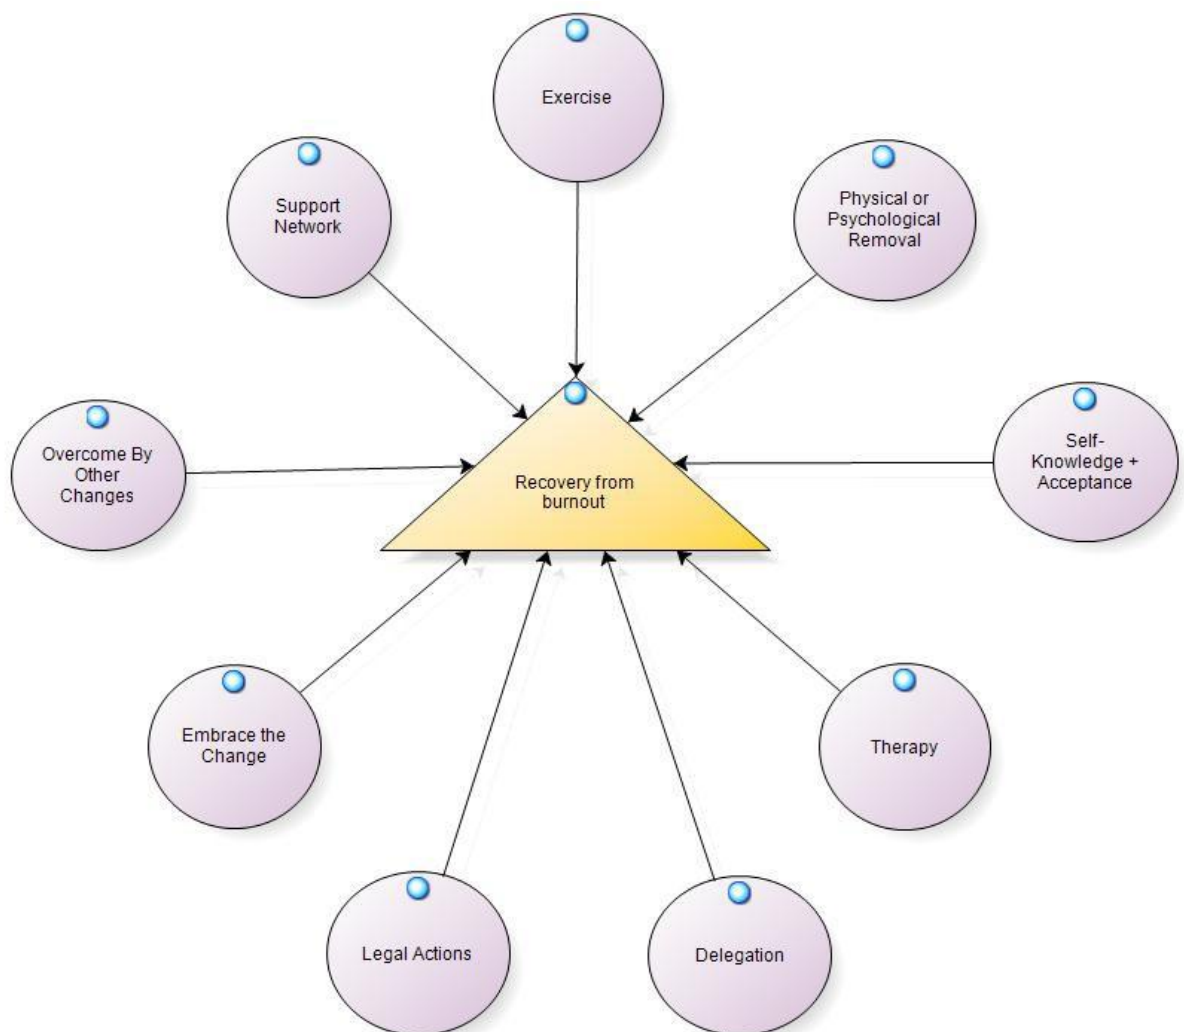 Exercise
Support
Network
Physical or
Psychological
Removal
Overcome By
Other
Changes
Recovery from
burnout
Self-
Knowledge +
Acceptance
Embrace the
Change
Therapy
Legal Actions
Delegation